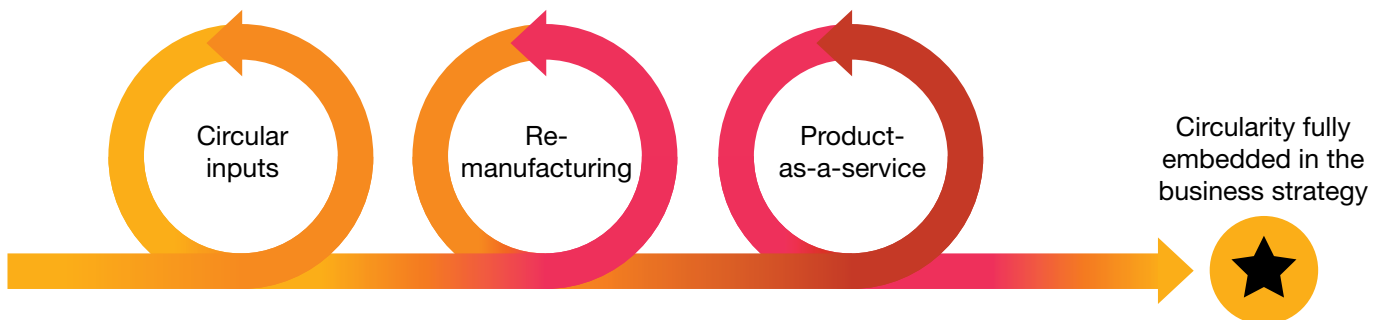 Circular
inputs
Re-
manufacturing
Product-
as-a-service
Circularity fully
embedded in the
business strategy